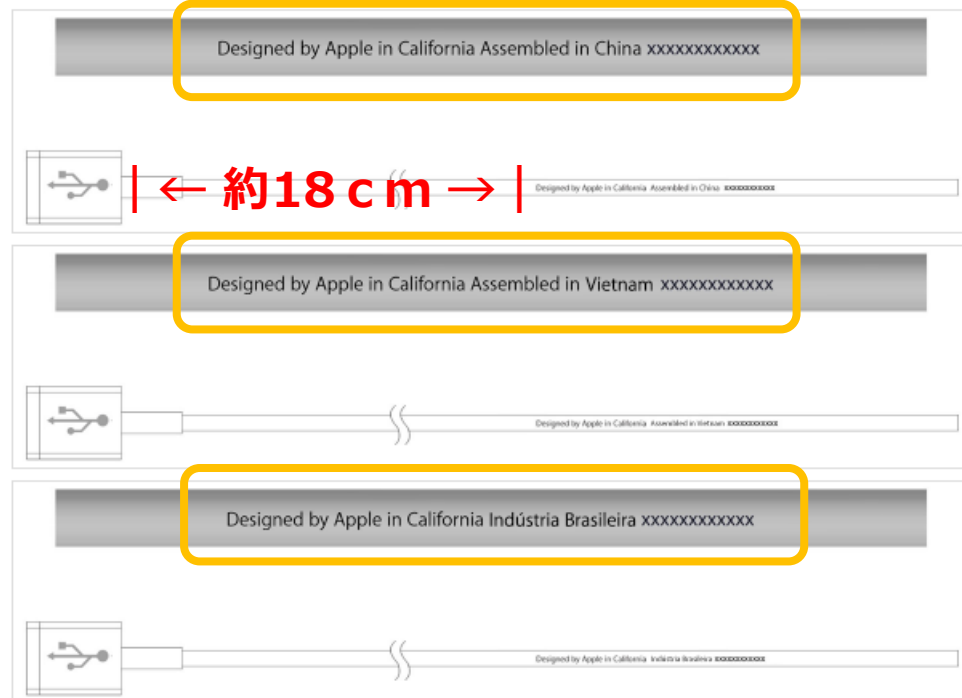 Designed by Apple in California Assembled in China xxxxxxxxxxxx
|← 約18ｃｍ→|
Designed by Apple in California Assembled in China xxxxxxxxxxxx
Designed by Apple in California Assembled in Vietnam xxxxxxxxxxxx
Designed by Apple in California Assembled in Vietnam xxxxxxxxxxxx
Designed by Apple in California Indústria Brasileira xxxxxxxxxxxx
Designed by Apple in California Indústria Brasileira xxxxxxxxxxxx